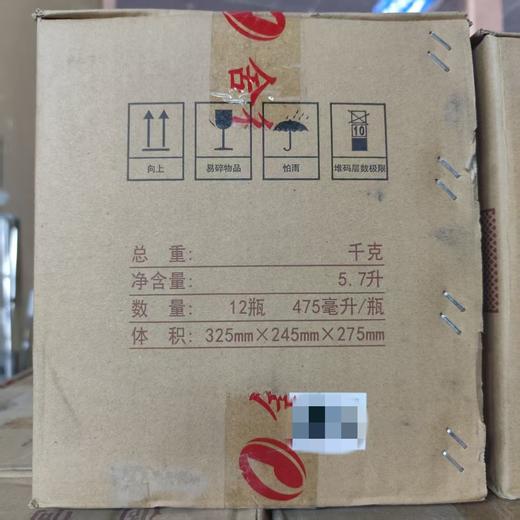 舍
10
向上 易碎物品 怕雨 堆码层数极限
总 重: 千克
净含量: 5.7升
数 量: 12瓶 475毫升/瓶
体 积: 325mm×245mm×275mm